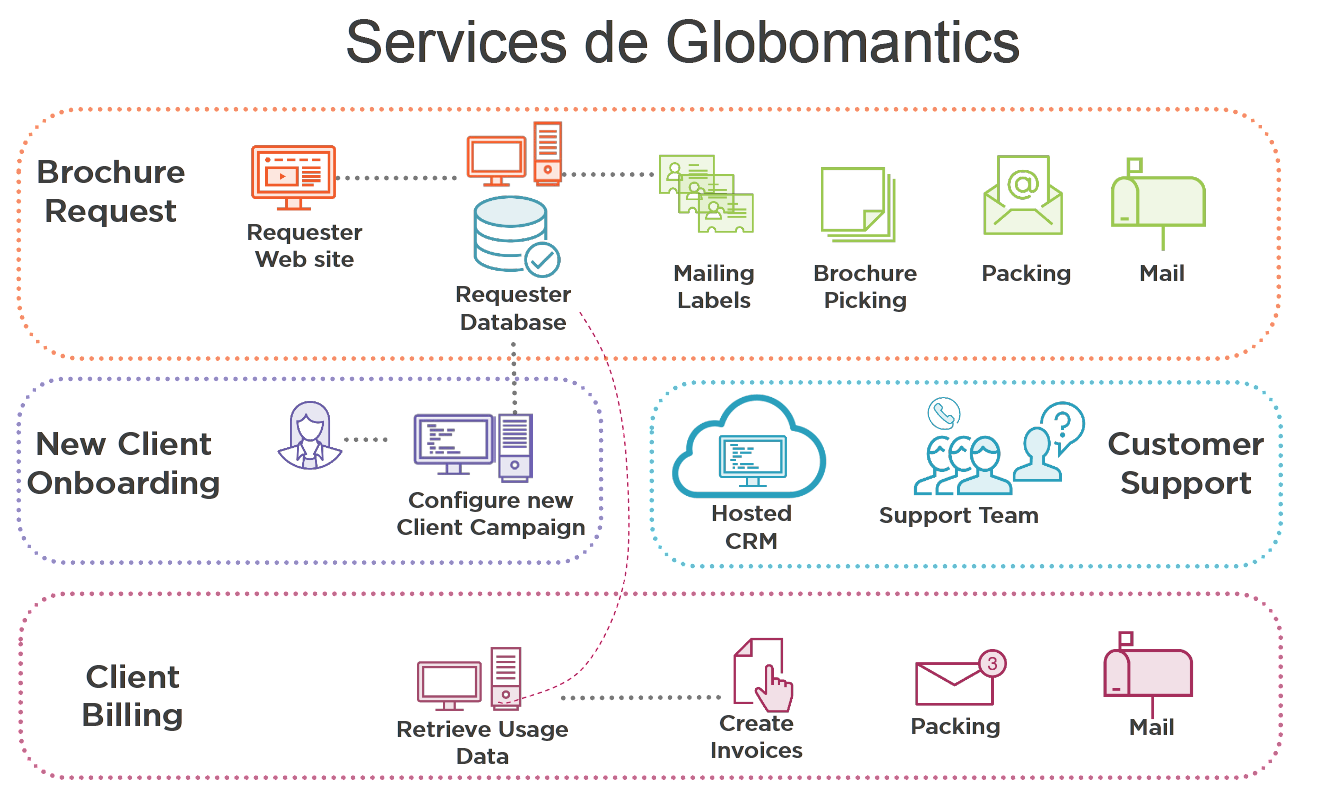 Services de Globomantics
Brochure
Request
Requester
Web site
Requester
Database
@
Mailing
Labels
Brochure
Picking
Packing
Mail
New Client
Onboarding
Configure new
Client Campaign
Hosted
CRM
?
Support Team
Customer
Support
Client
Billing
Retrieve Usage
Data
Create
Invoices
3
Packing
Mail